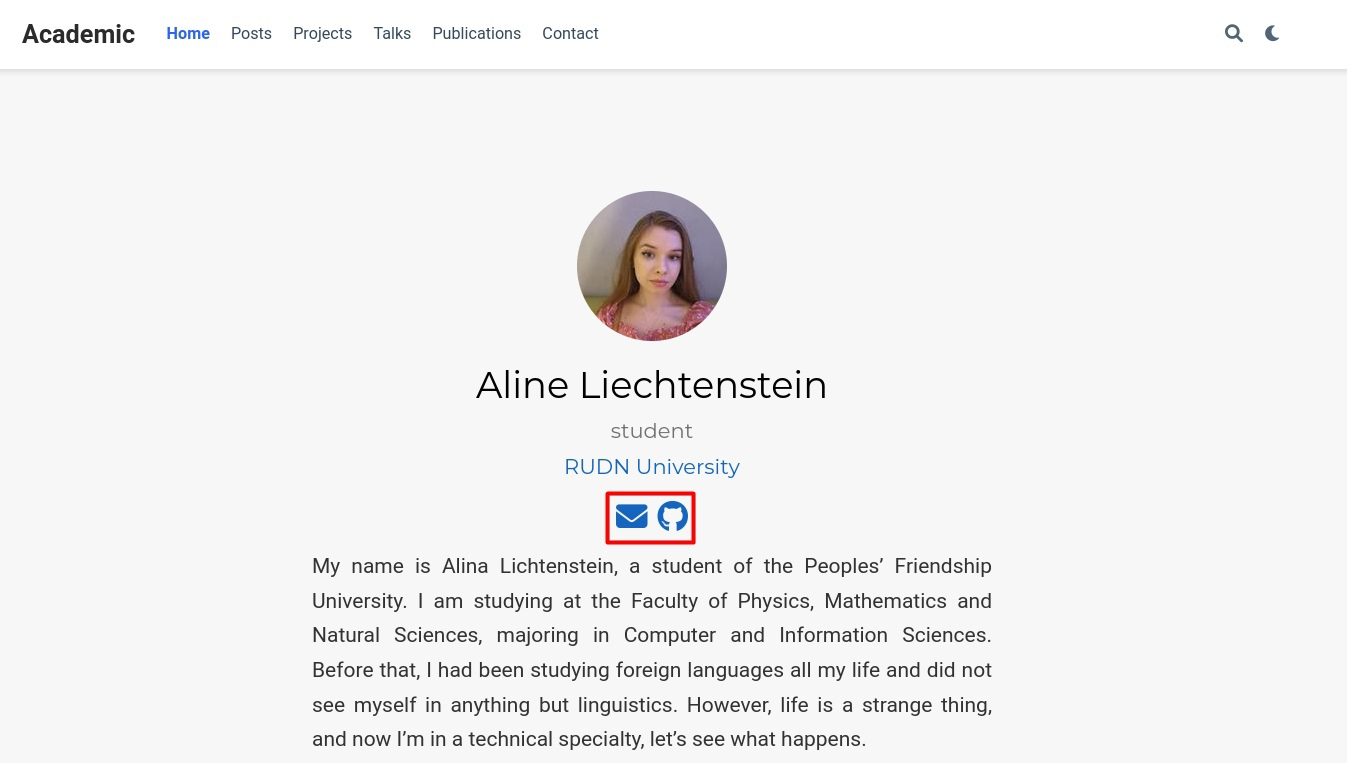 Academic Home Posts Projects Talks Publications Contact
Aline Liechtenstein
student
RUDN University
My name is Alina Lichtenstein, a student of the Peoples’ Friendship
University. I am studying at the Faculty of Physics, Mathematics and
Natural Sciences, majoring in Computer and Information Sciences.
Before that, I had been studying foreign languages all my life and did not
see myself in anything but linguistics. However, life is a strange thing,
and now I’m in a technical specialty, let’s see what happens.